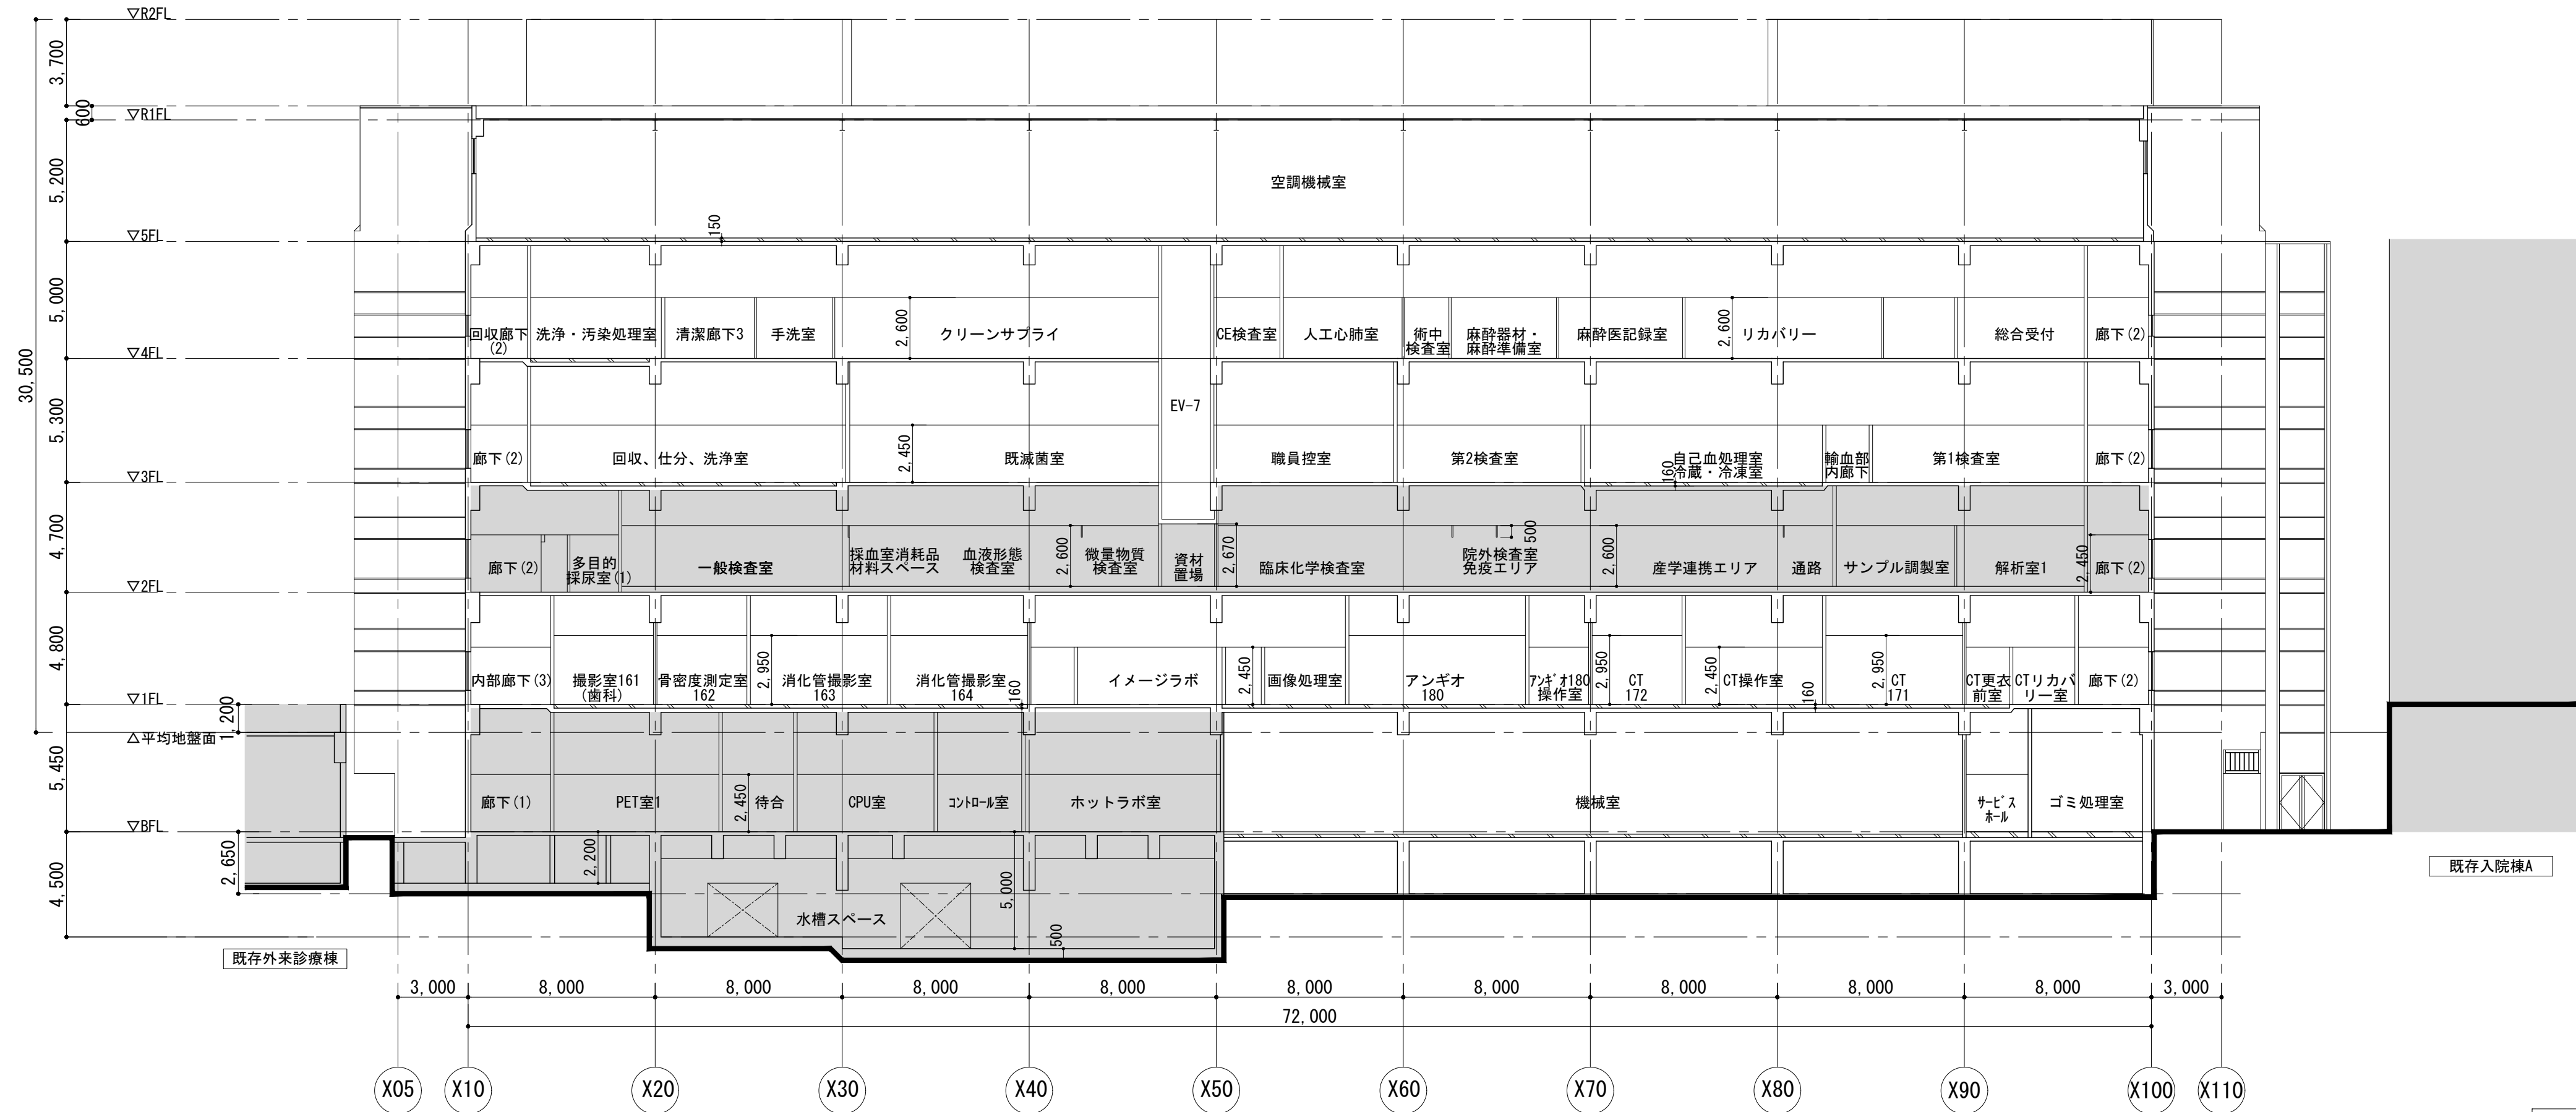 ▽R2FL
3,700
600
▽R1FL
5,200
空調機械室
150
▽5FL
5,000
回収廊下
(2)
洗浄・汚染処理室
清潔廊下3
手洗室
2,600
クリーンサプライ
CE検査室
人工心肺室
術中
検査室
麻酔器材・
麻酔準備室
麻酔医記録室
2,600
リカバリー
総合受付
廊下(2)
▽4FL
30,500
5,300
EV-7
廊下(2)
回収、仕分、洗浄室
2,450
既滅菌室
職員控室
第2検査室
自己血処理室
冷蔵・冷凍室
160
輸血部
内廊下
第1検査室
廊下(2)
▽3FL
4,700
廊下(2)
多目的
採尿室(1)
一般検査室
採血室消耗品
材料スペース
血液形態
検査室
2,600
微量物質
検査室
資材
置場
2,670
臨床化学検査室
院外検査室
免疫エリア
500
2,600
産学連携エリア
通路
サンプル調製室
解析室1
2,450
廊下(2)
▽2FL
4,800
内部廊下(3)
撮影室161
(歯科)
骨密度測定室
162
2,950
消化管撮影室
163
消化管撮影室
164
160
イメージラボ
2,450
画像処理室
アンギオ
180
アンギオ180
操作室
2,950
CT
172
2,450
CT操作室
160
2,950
CT
171
CT更衣
前室
CTリカバ
リー室
廊下(2)
▽1FL
1,200
△平均地盤面
5,450
廊下(1)
PET室1
2,450
待合
CPU室
コントロール室
ホットラボ室
機械室
サービス
ホール
ゴミ処理室
▽BFL
2,650
4,500
2,200
5,000
水槽スペース
500
既存外来診療棟
既存入院棟A
3,000
8,000
8,000
8,000
8,000
8,000
8,000
8,000
8,000
8,000
3,000
72,000
X05
X10
X20
X30
X40
X50
X60
X70
X80
X90
X100
X110